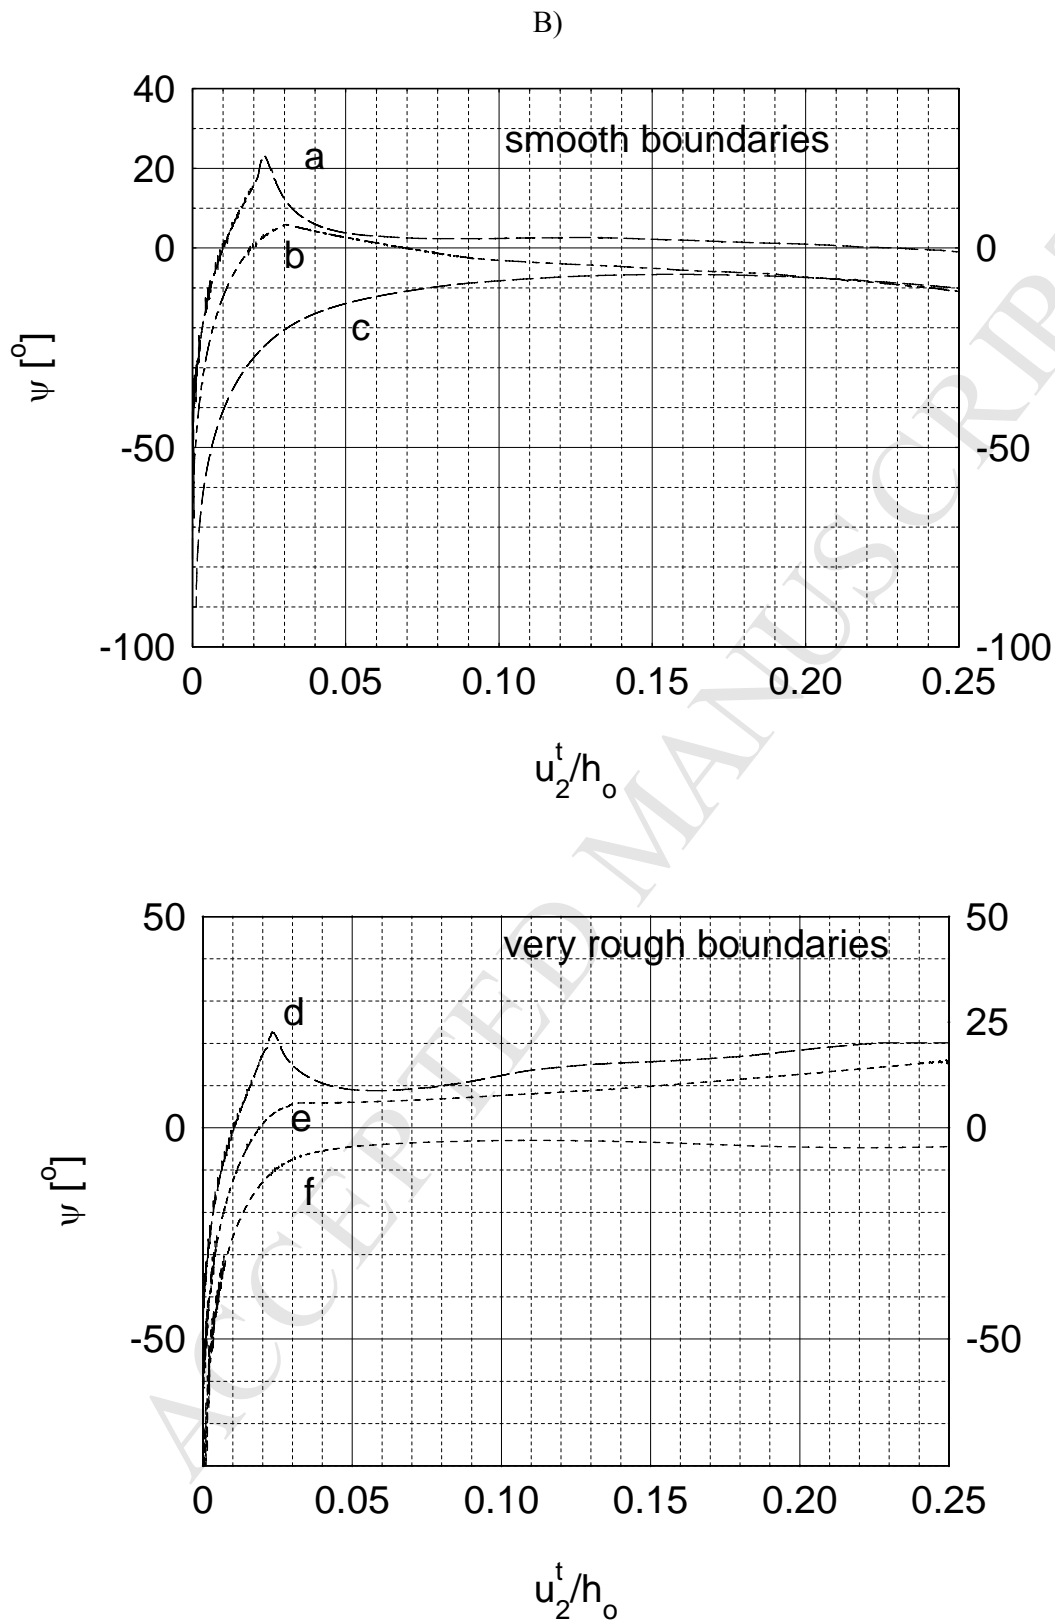 B)
40
20
0
-50
-100
0
-50
-100
smooth boundaries
a
b
c
ψ [º]
0 0.05 0.10 0.15 0.20 0.25
u₂ᵗ/hₒ
50
0
-50
50
25
0
-50
very rough boundaries
d
e
f
ψ [º]
0 0.05 0.10 0.15 0.20 0.25
u₂ᵗ/hₒ
ACCEPTED MANUSCRIPT